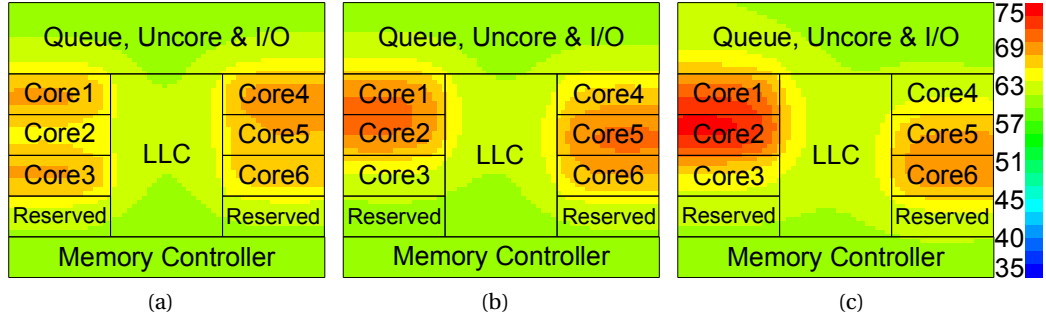 Queue, Uncore & I/O
Core1
Core2
Core3
Reserved
LLC
Core4
Core5
Core6
Reserved
Memory Controller
(a)
Queue, Uncore & I/O
Core1
Core2
Core3
Reserved
LLC
Core4
Core5
Core6
Reserved
Memory Controller
(b)
Queue, Uncore & I/O
Core1
Core2
Core3
Reserved
LLC
Core4
Core5
Core6
Reserved
Memory Controller
(c)
75
69
63
57
51
45
40
35